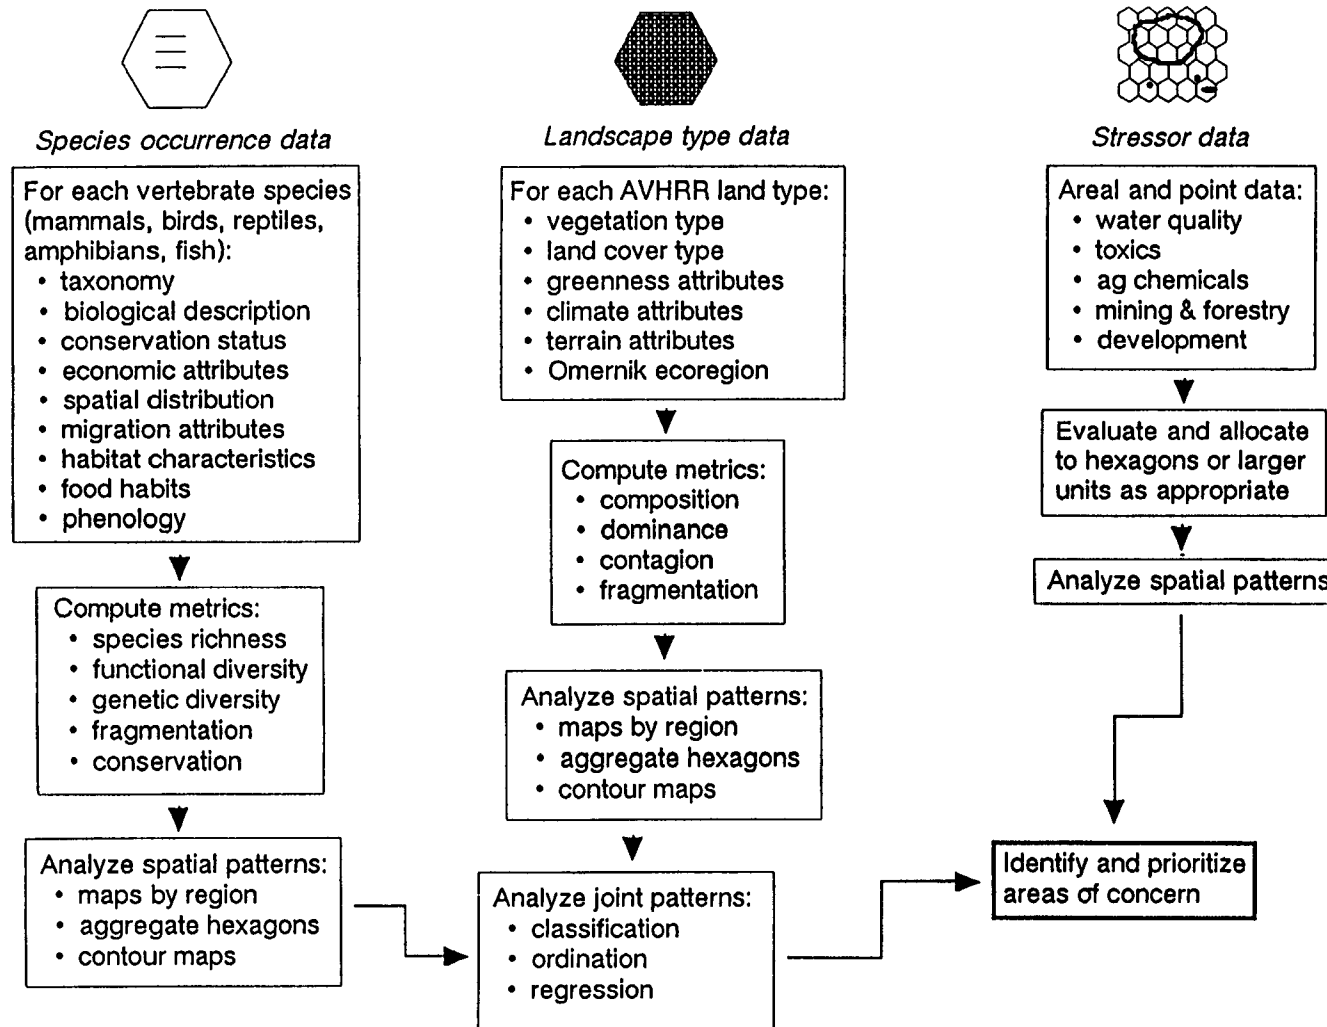 Species occurrence data
For each vertebrate species
(mammals, birds, reptiles,
amphibians, fish):
• taxonomy
• biological description
• conservation status
• economic attributes
• spatial distribution
• migration attributes
• habitat characteristics
• food habits
• phenology
Compute metrics:
• species richness
• functional diversity
• genetic diversity
• fragmentation
• conservation
Analyze spatial patterns:
• maps by region
• aggregate hexagons
• contour maps
Landscape type data
For each AVHRR land type:
• vegetation type
• land cover type
• greenness attributes
• climate attributes
• terrain attributes
• Omernik ecoregion
Compute metrics:
• composition
• dominance
• contagion
• fragmentation
Analyze spatial patterns:
• maps by region
• aggregate hexagons
• contour maps
Analyze joint patterns:
• classification
• ordination
• regression
Stressor data
Areal and point data:
• water quality
• toxics
• ag chemicals
• mining & forestry
• development
Evaluate and allocate
to hexagons or larger
units as appropriate
Analyze spatial patterns
Identify and prioritize
areas of concern